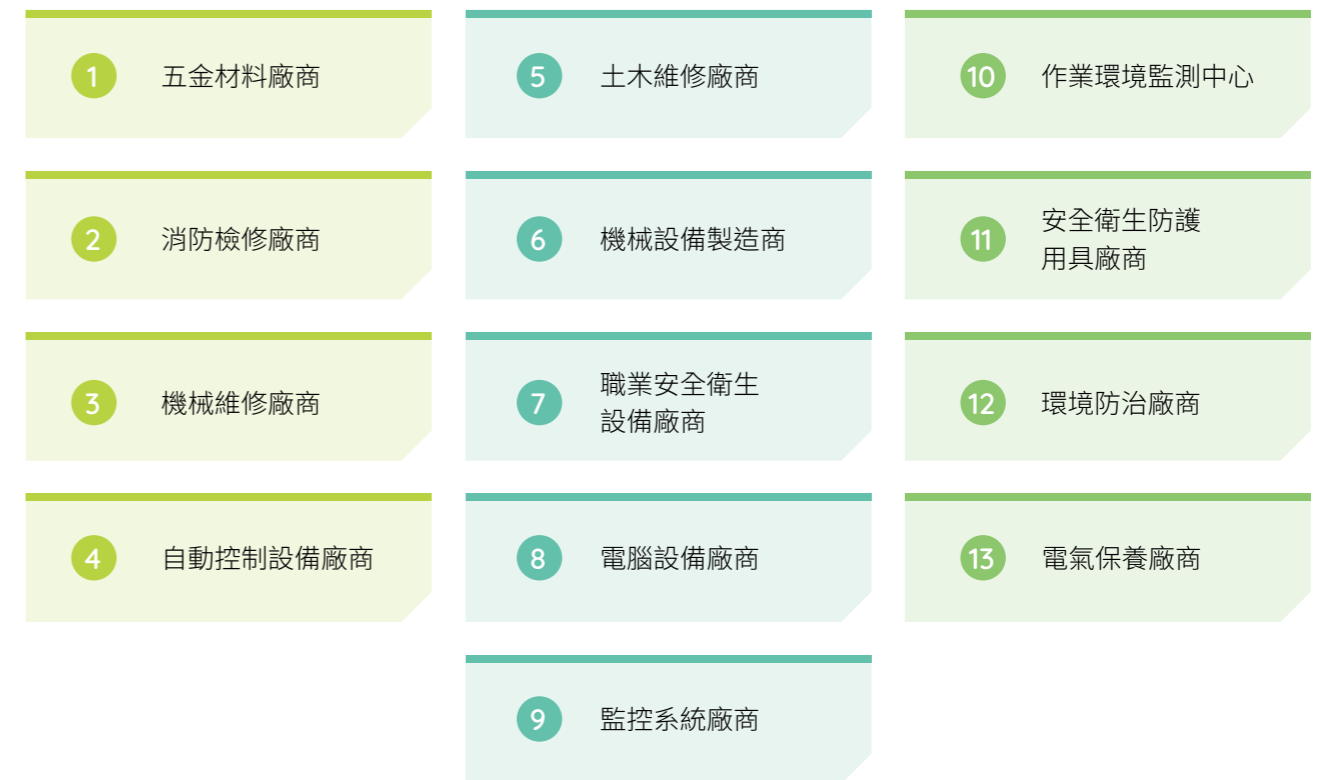 1 五金材料廠商
2 消防檢修廠商
3 機械維修廠商
4 自動控制設備廠商
5 土木維修廠商
6 機械設備製造商
7 職業安全衛生
設備廠商
8 電腦設備廠商
9 監控系統廠商
10 作業環境監測中心
11 安全衛生防護
用具廠商
12 環境防治廠商
13 電氣保養廠商